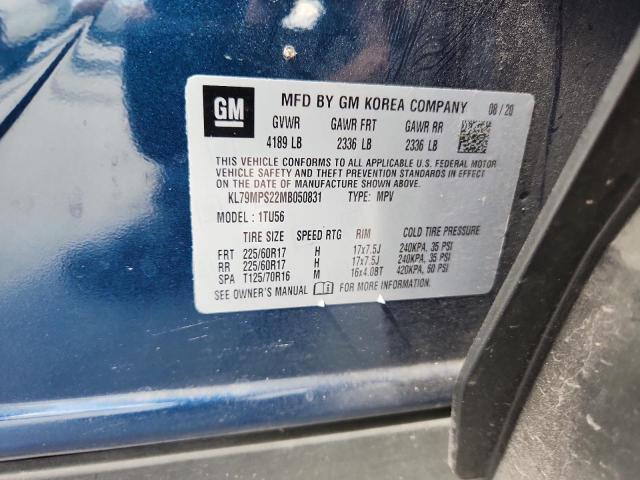 GM MFD BY GM KOREA COMPANY 08 / 20
GVWR GAWR FRT GAWR RR
4189 LB 2336 LB 2336 LB
THIS VEHICLE CONFORMS TO ALL APPLICABLE U.S. FEDERAL MOTOR
VEHICLE SAFETY AND THEFT PREVENTION STANDARDS IN EFFECT ON
THE DATE OF MANUFACTURE SHOWN ABOVE.
KL79MPS22MB050831 TYPE: MPV
MODEL: 1TU56
TIRE SIZE SPEED RTG RIM COLD TIRE PRESSURE
FRT 225/60R17 H 17x7.5J 240KPA, 35 PSI
RR 225/60R17 H 17x7.5J 240KPA, 35 PSI
SPA T125/70R16 M 16x4.0BT 420KPA, 60 PSI
SEE OWNER'S MANUAL FOR MORE INFORMATION.